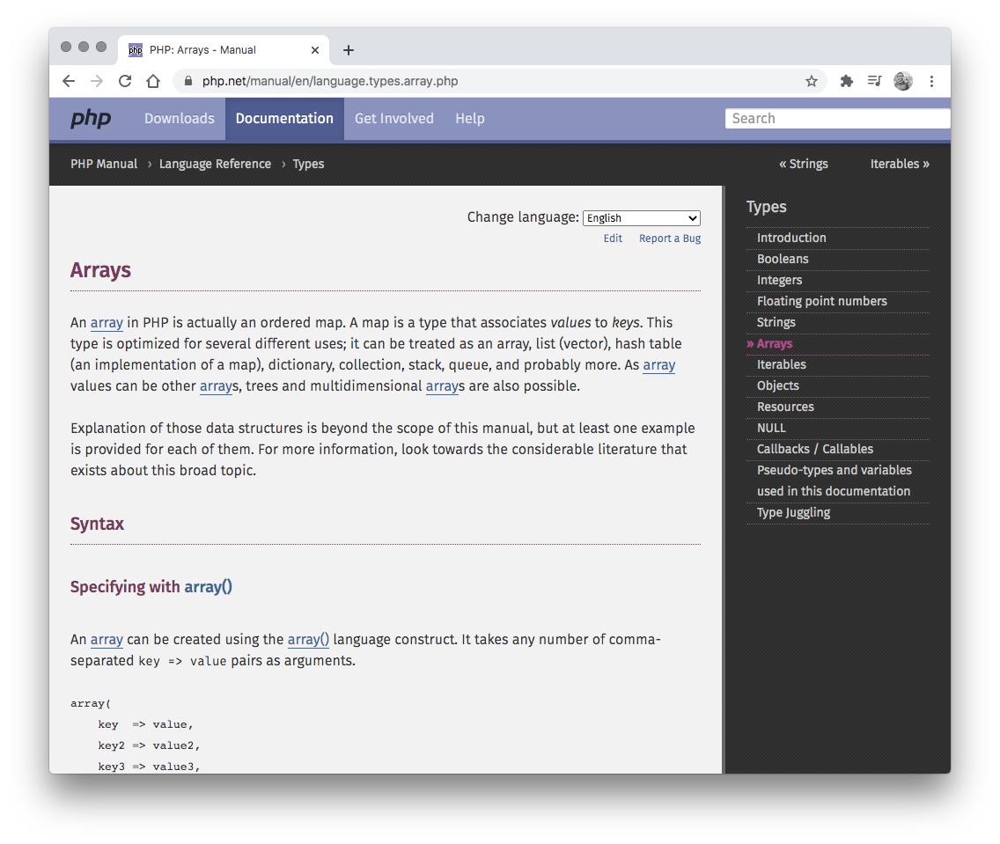 php PHP: Arrays - Manual
php.net/manual/en/language.types.array.php
php Downloads Documentation Get Involved Help Search
PHP Manual › Language Reference › Types « Strings Iterables »
Change language: English
Edit Report a Bug
Arrays
An array in PHP is actually an ordered map. A map is a type that associates values to keys. This
type is optimized for several different uses; it can be treated as an array, list (vector), hash table
(an implementation of a map), dictionary, collection, stack, queue, and probably more. As array
values can be other arrays, trees and multidimensional arrays are also possible.
Explanation of those data structures is beyond the scope of this manual, but at least one example
is provided for each of them. For more information, look towards the considerable literature that
exists about this broad topic.
Syntax
Specifying with array()
An array can be created using the array() language construct. It takes any number of comma-
separated key => value pairs as arguments.
array(
    key  => value,
    key2 => value2,
    key3 => value3,
Types
Introduction
Booleans
Integers
Floating point numbers
Strings
» Arrays
Iterables
Objects
Resources
NULL
Callbacks / Callables
Pseudo-types and variables
used in this documentation
Type Juggling